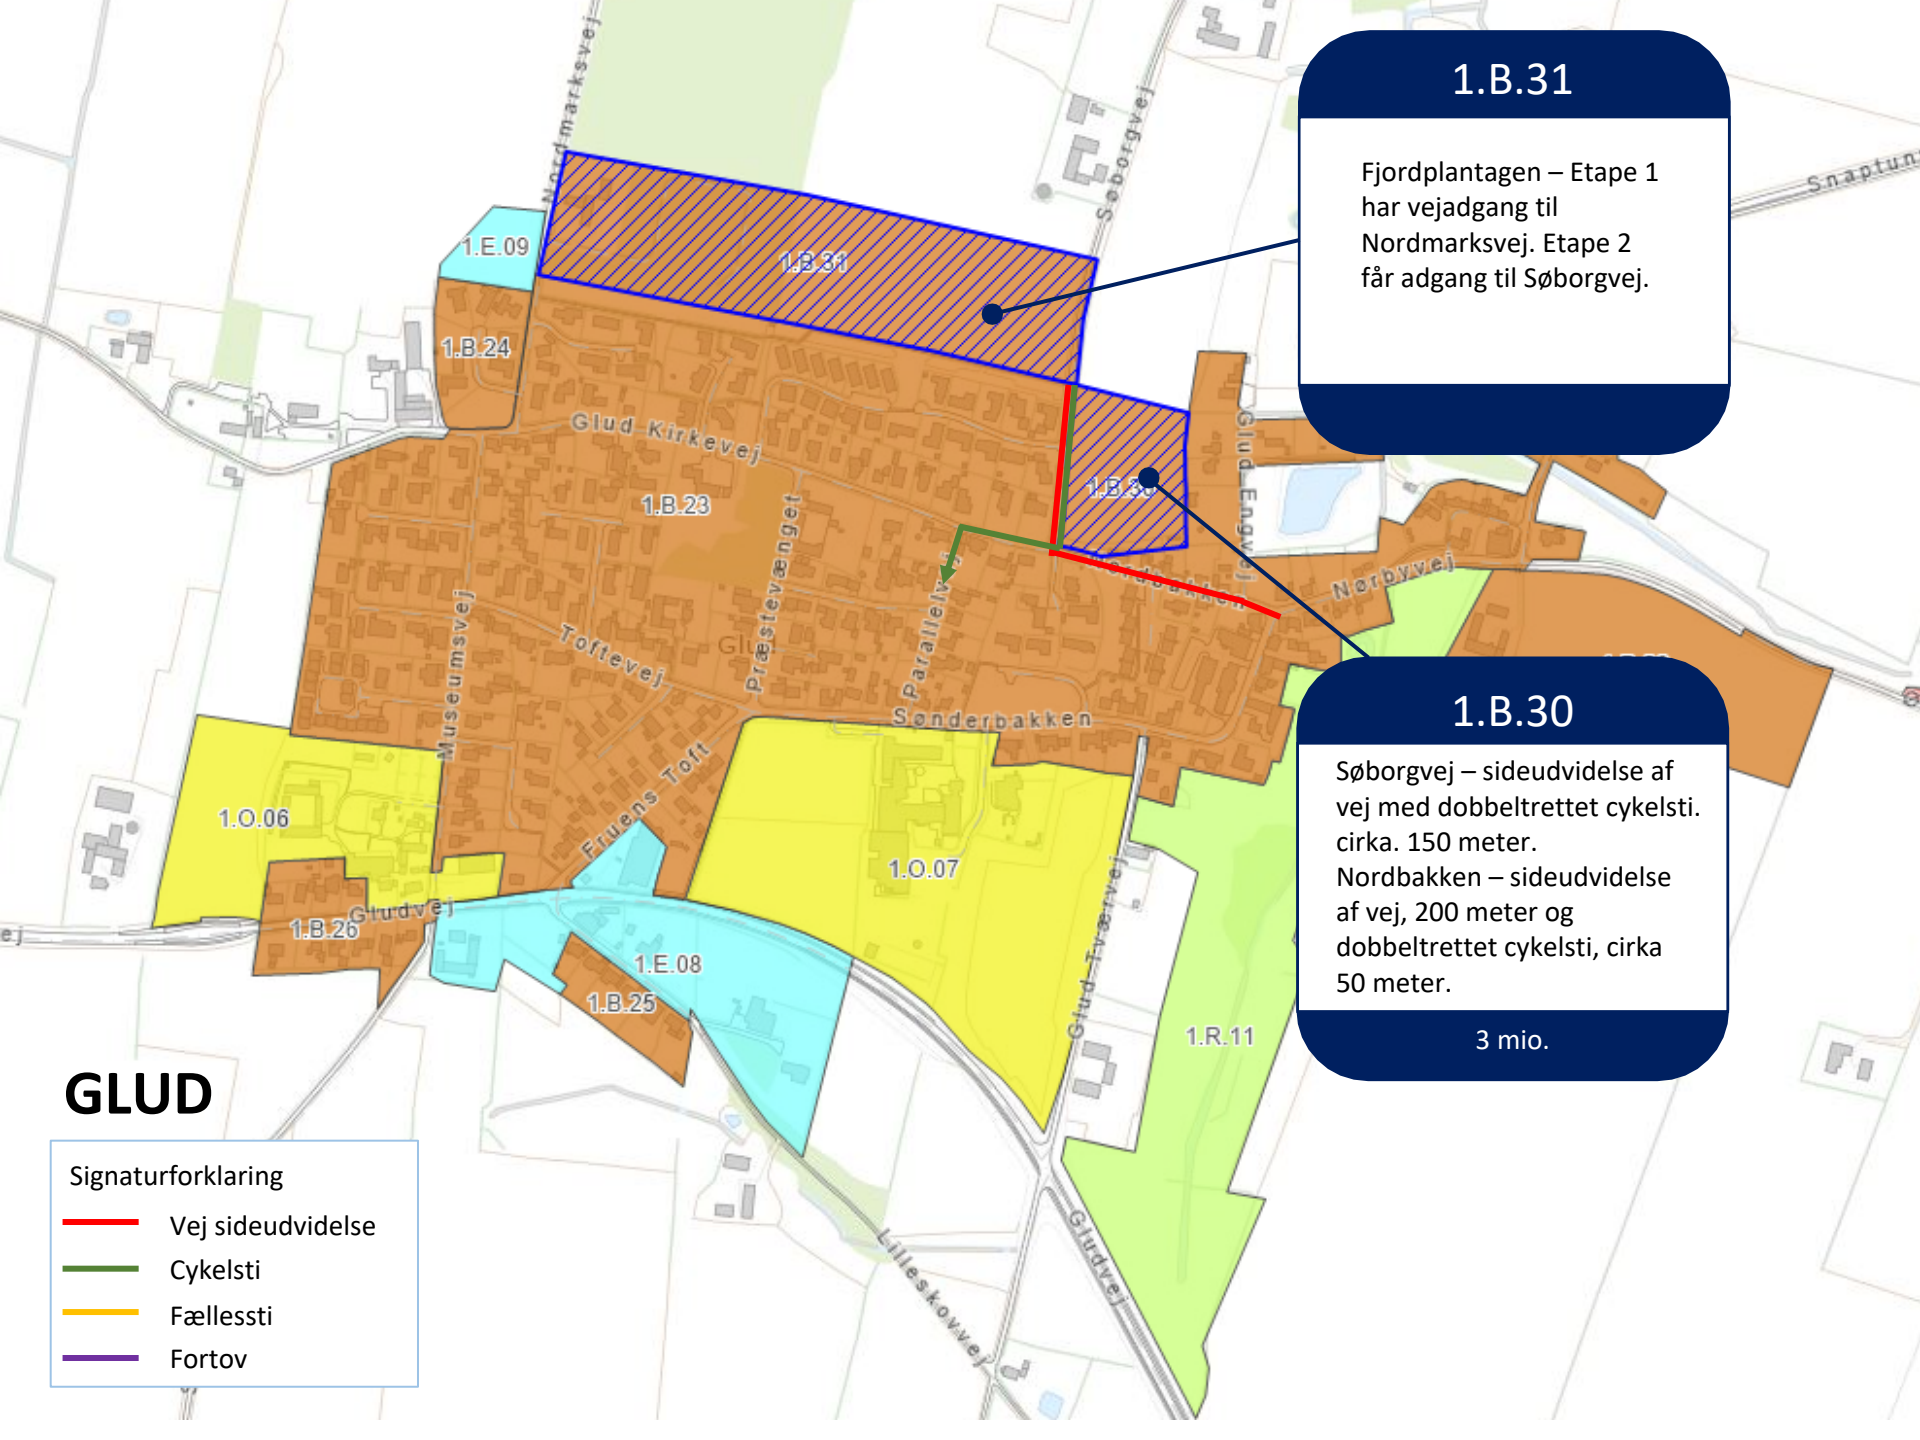 Nordmarksvej
Søborgvej
Snaptun
1.B.31
Fjordplantagen – Etape 1
har vejadgang til
Nordmarksvej. Etape 2
får adgang til Søborgvej.
1.E.09
1.B.31
1.B.24
Glud Kirkevej
1.B.23
Præstevænget
1.B.30
Glud Engvej
Nordbakken
Nørbyvej
Parallelvej
Museumsvej
Toftevej
Sønderbakken
Fruens Toft
1.B.30
Søborgvej – sideudvidelse af
vej med dobbeltrettet cykelsti.
cirka. 150 meter.
Nordbakken – sideudvidelse
af vej, 200 meter og
dobbeltrettet cykelsti, cirka
50 meter.
3 mio.
1.O.06
1.O.07
Gludvej
1.B.26
1.E.08
1.B.25
Glud Tværvej
1.R.11
ej
GLUD
Signaturforklaring
Vej sideudvidelse
Cykelsti
Fællessti
Fortov
Lilleskovvej
Gludvej